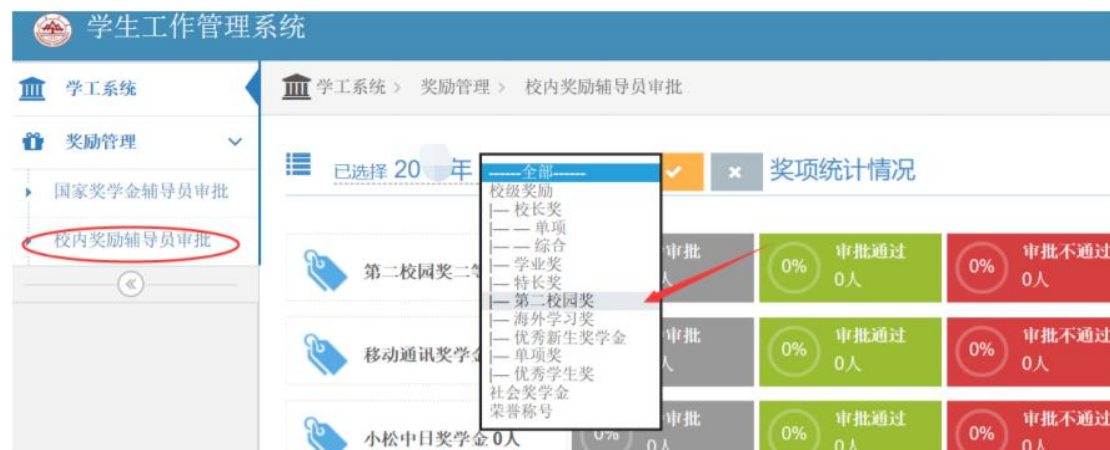 学生工作管理系统
学工系统
学工系统 > 奖励管理 > 校内奖励辅导员审批
奖励管理
国家奖学金辅导员审批
校内奖励辅导员审批
已选择 20 年
奖项统计情况
------全部------
校级奖励
|— 校长奖
|— — 单项
|— — 综合
|— 学业奖
|— 特长奖
|— 第二校园奖
|— 海外学习奖
|— 优秀新生奖学金
|— 单项奖
|— 优秀学生奖
社会奖学金
荣誉称号
第二校园奖二等
审批
0%
审批通过
0人
0%
审批不通过
0人
移动通讯奖学金
审批
0%
审批通过
0人
0%
审批不通过
0人
小松中日奖学金 0人
0%
审批
0人
0%
审批通过
0人
0%
审批不通过
0人